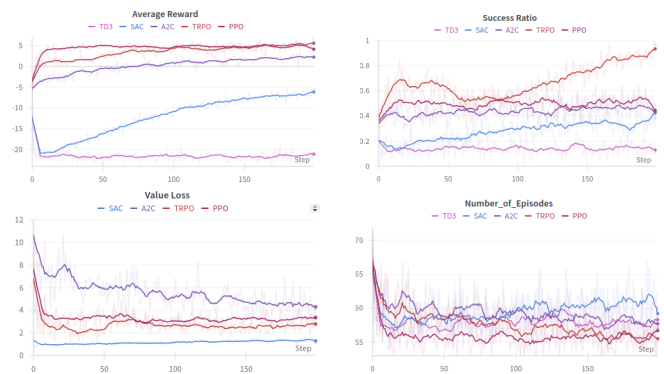 Average Reward
TD3 SAC A2C TRPO PPO
5
0
-5
-10
-15
-20
Step
0 50 100 150
Success Ratio
TD3 SAC A2C TRPO PPO
1
0.8
0.6
0.4
0.2
0
Step
0 50 100 150
Value Loss
SAC A2C TRPO PPO
12
10
8
6
4
2
0
Step
0 50 100 150
Number_of_Episodes
TD3 SAC A2C TRPO PPO
70
65
60
55
Step
0 50 100 150